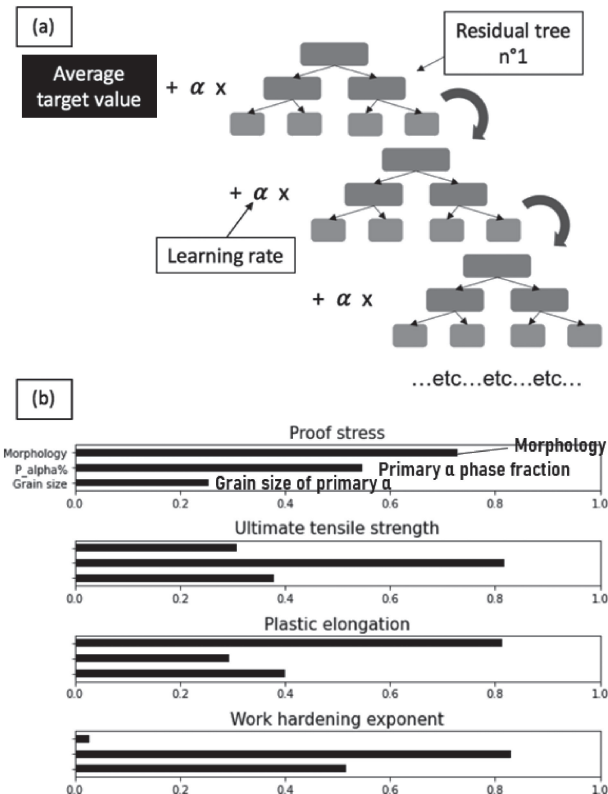 (a)
Average
target value
+ α x
Residual tree
n°1
+ α x
Learning rate
+ α x
...etc...etc...etc...
(b)
Proof stress
Morphology
Morphology
P_alpha%
Primary α phase fraction
Grain size
Grain size of primary α
0.0 0.2 0.4 0.6 0.8 1.0
Ultimate tensile strength
0.0 0.2 0.4 0.6 0.8 1.0
Plastic elongation
0.0 0.2 0.4 0.6 0.8 1.0
Work hardening exponent
0.0 0.2 0.4 0.6 0.8 1.0